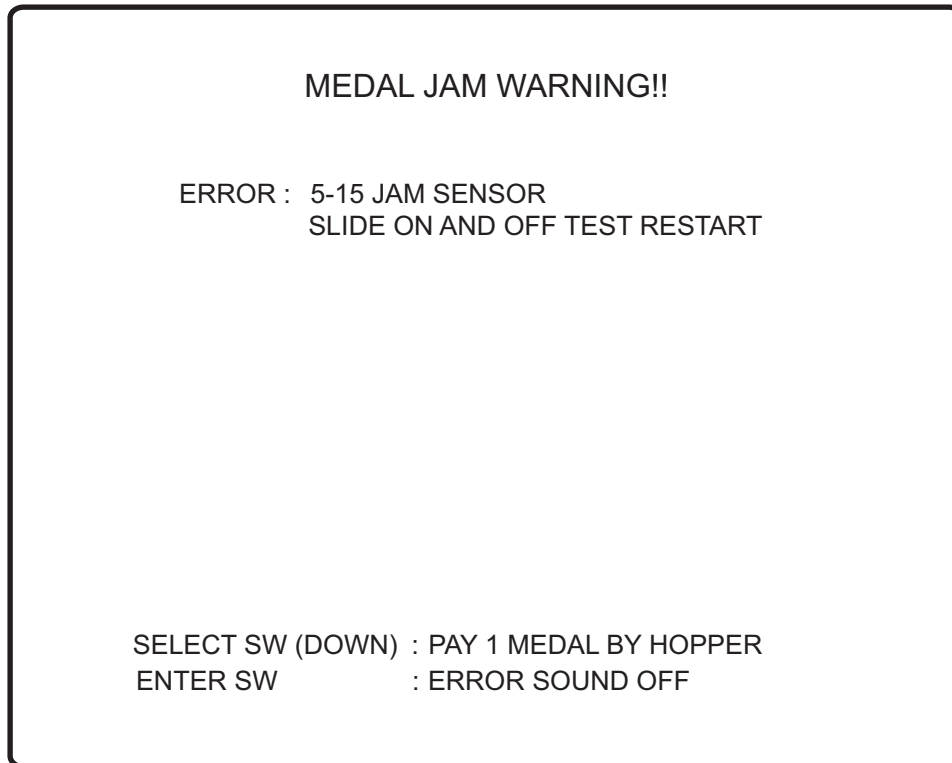 MEDAL JAM WARNING!!
ERROR : 5-15 JAM SENSOR
SLIDE ON AND OFF TEST RESTART
SELECT SW (DOWN) : PAY 1 MEDAL BY HOPPER
ENTER SW : ERROR SOUND OFF